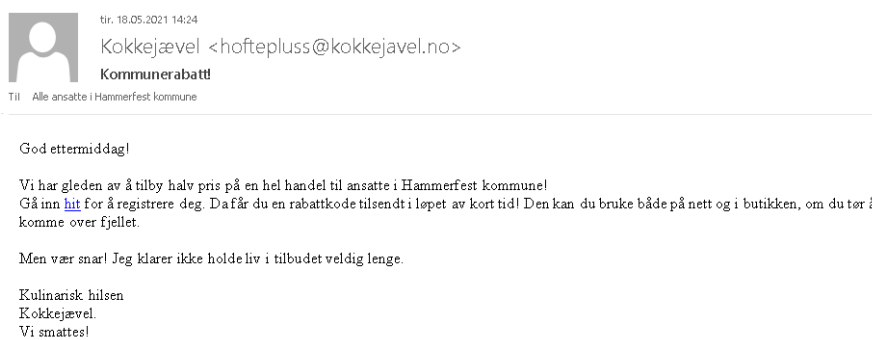 tir. 18.05.2021 14:24
Kokkejævel <hoftepluss@kokkejavel.no>
Kommunerabatt!
Til Alle ansatte i Hammerfest kommune
God ettermiddag!
Vi har gleden av å tilby halv pris på en hel handel til ansatte i Hammerfest kommune!
Gå inn hit for å registrere deg. Da får du en rabattkode tilsendt i løpet av kort tid! Den kan du bruke både på nett og i butikken, om du tør å
komme over fjellet.
Men vær snar! Jeg klarer ikke holde liv i tilbudet veldig lenge.
Kulinarisk hilsen
Kokkejævel.
Vi smattes!